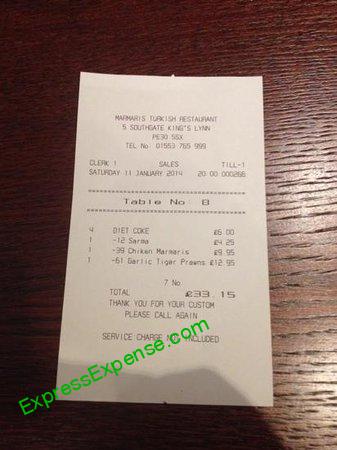 MARMARIS TURKISH RESTAURANT
5 SOUTHGATE KING'S LYNN
PE30 5SX
TEL No 01553 765 999
CLERK 1 SALES TILL-1
SATURDAY 11 JANUARY 2014 20 00 000266
Table No 8
4 DIET COKE £6.00
1 -12 Sarma £4.25
1 -39 Chiken Marmaris £9.95
1 -61 Garlic Tiger Prawns £12.95
7 No
TOTAL £33.15
THANK YOU FOR YOUR CUSTOM
PLEASE CALL AGAIN
SERVICE CHARGE NOT INCLUDED
ExpressExpense.com